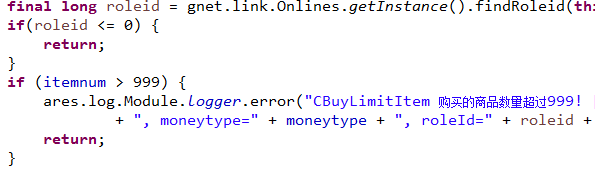 final long roleid = gnet.link.Onlines.getInstance().findRoleid(thi
if(roleid <= 0) {
return;
}
if (itemnum > 999) {
ares.log.Module.logger.error("CBuyLimitItem 购买的商品数量超过999!
+ ", moneytype=" + moneytype + ", roleId=" + roleid +
return;
}